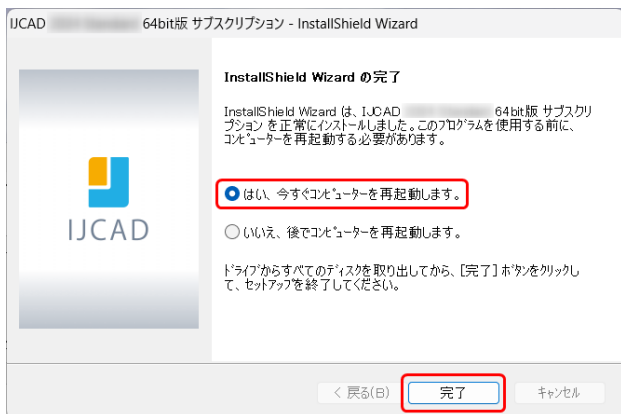 IJCAD 64bit版 サブスクリプション - InstallShield Wizard
InstallShield Wizard の完了
InstallShield Wizard は、IJCAD 64bit版 サブスクリ
プション を正常にインストールしました。このプログラムを使用する前に、
コンピューターを再起動する必要があります。
はい、今すぐコンピューターを再起動します。
いいえ、後でコンピューターを再起動します。
ドライブからすべてのディスクを取り出してから、[完了] ボタンをクリックし
て、セットアップを終了してください。
IJCAD
< 戻る(B)
完了
キャンセル